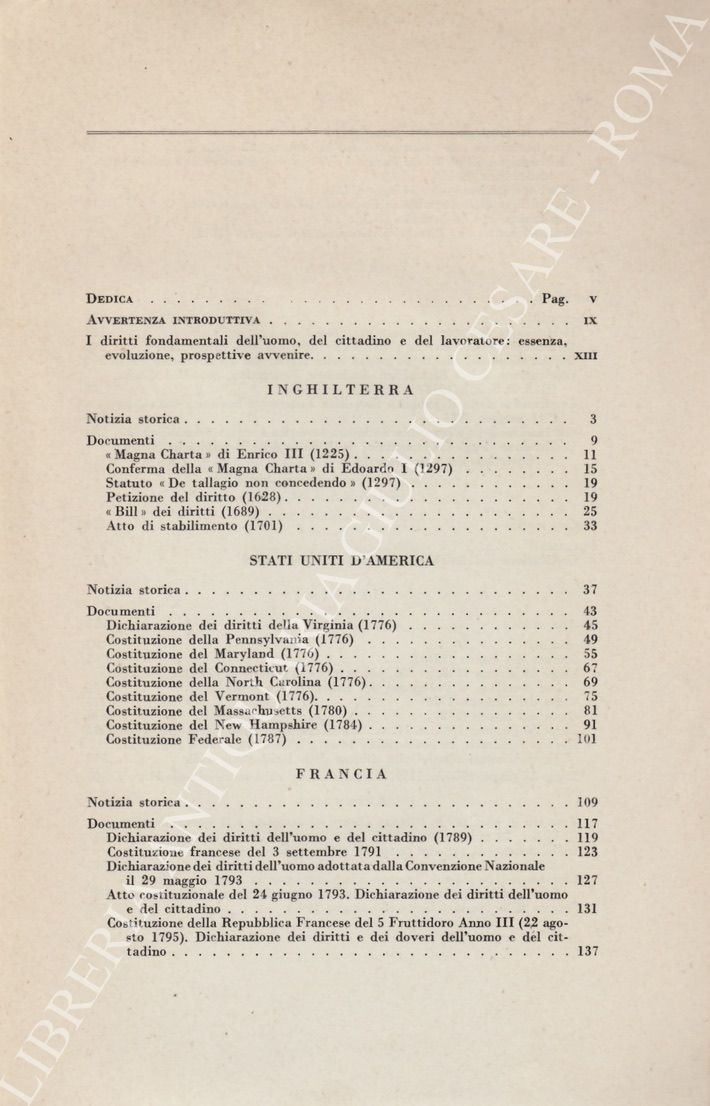 DEDICA . . . . . . . . . . . . . . . . . . . . . . . . . . Pag. V
AVVERTENZA INTRODUTTIVA . . . . . . . . . . . . . . . . . . . . . IX
I diritti fondamentali dell'uomo, del cittadino e del lavoratore: essenza,
evoluzione, prospettive avvenire. . . . . . . . . . . . . . . . . . XIII
INGHILTERRA
Notizia storica . . . . . . . . . . . . . . . . . . . . . . . . 3
Documenti . . . . . . . . . . . . . . . . . . . . . . . . . . 9
« Magna Charta » di Enrico III (1225) . . . . . . . . . . . . . . 11
Conferma della « Magna Charta » di Edoardo I (1297) . . . . . . . . 15
Statuto « De tallagio non concedendo » (1297) . . . . . . . . . . . 19
Petizione del diritto (1628) . . . . . . . . . . . . . . . . . . 19
« Bill » dei diritti (1689) . . . . . . . . . . . . . . . . . . . 25
Atto di stabilimento (1701) . . . . . . . . . . . . . . . . . . 33
STATI UNITI D'AMERICA
Notizia storica . . . . . . . . . . . . . . . . . . . . . . . . 37
Documenti . . . . . . . . . . . . . . . . . . . . . . . . . . 43
Dichiarazione dei diritti della Virginia (1776) . . . . . . . . . . 45
Costituzione della Pennsylvania (1776) . . . . . . . . . . . . . 49
Costituzione del Maryland (1776) . . . . . . . . . . . . . . . . 55
Costituzione del Connecticut (1776) . . . . . . . . . . . . . . . 67
Costituzione della North Carolina (1776) . . . . . . . . . . . . . 69
Costituzione del Vermont (1776). . . . . . . . . . . . . . . . . 75
Costituzione del Massachusetts (1780) . . . . . . . . . . . . . . 81
Costituzione del New Hampshire (1784) . . . . . . . . . . . . . 91
Costituzione Federale (1787) . . . . . . . . . . . . . . . . . . 101
FRANCIA
Notizia storica . . . . . . . . . . . . . . . . . . . . . . . . 109
Documenti . . . . . . . . . . . . . . . . . . . . . . . . . . 117
Dichiarazione dei diritti dell'uomo e del cittadino (1789) . . . . . . . 119
Costituzione francese del 3 settembre 1791 . . . . . . . . . . . 123
Dichiarazione dei diritti dell'uomo adottata dalla Convenzione Nazionale
il 29 maggio 1793 . . . . . . . . . . . . . . . . . . . . . 127
Atto costituzionale del 24 giugno 1793. Dichiarazione dei diritti dell'uomo
e del cittadino . . . . . . . . . . . . . . . . . . . . . . 131
Costituzione della Repubblica Francese del 5 Fruttidoro Anno III (22 ago-
sto 1795). Dichiarazione dei diritti e dei doveri dell'uomo e del cit-
tadino . . . . . . . . . . . . . . . . . . . . . . . . . . 137
LIBRERIA ANTIQUARIA GIULIO CESARE - ROMA